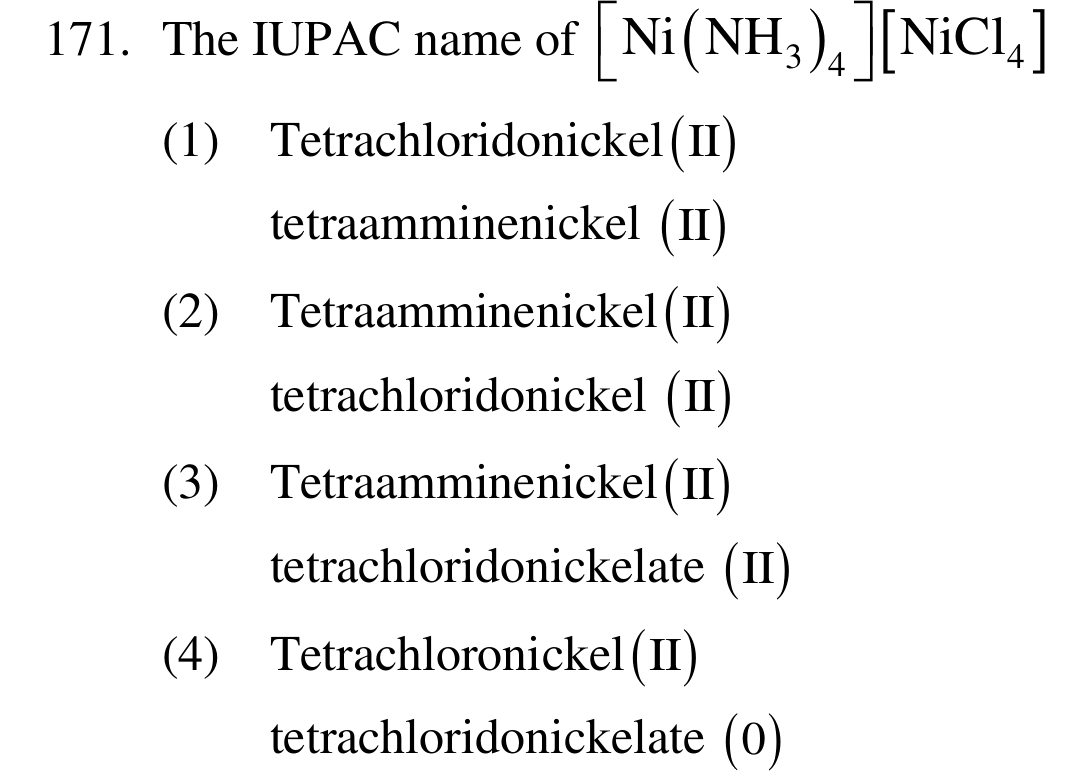 171. The IUPAC name of [Ni(NH₃)₄][NiCl₄]
(1) Tetrachloridonickel(II)
tetraamminenickel (II)
(2) Tetraamminenickel(II)
tetrachloridonickel (II)
(3) Tetraamminenickel(II)
tetrachloridonickelate (II)
(4) Tetrachloronickel(II)
tetrachloridonickelate (0)